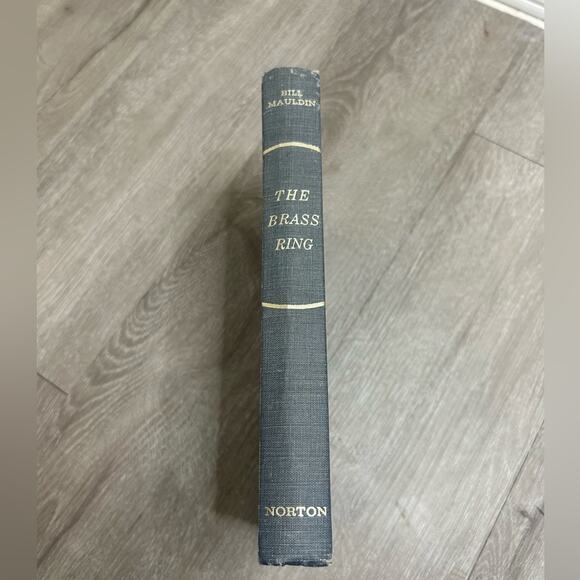 BILL
MAULDIN
THE
BRASS
RING
NORTON